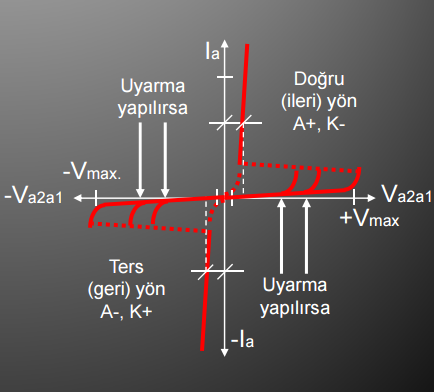 Ia
Uyarma
yapılırsa
Doğru
(ileri) yön
A+, K-
-Vmax.
-Va2a1
Va2a1
+Vmax
Ters
(geri) yön
A-, K+
Uyarma
yapılırsa
-Ia